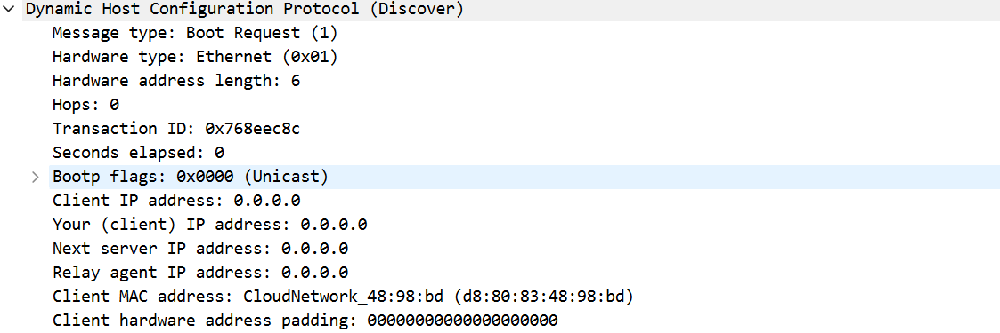 Dynamic Host Configuration Protocol (Discover)
Message type: Boot Request (1)
Hardware type: Ethernet (0x01)
Hardware address length: 6
Hops: 0
Transaction ID: 0x768eec8c
Seconds elapsed: 0
Bootp flags: 0x0000 (Unicast)
Client IP address: 0.0.0.0
Your (client) IP address: 0.0.0.0
Next server IP address: 0.0.0.0
Relay agent IP address: 0.0.0.0
Client MAC address: CloudNetwork_48:98:bd (d8:80:83:48:98:bd)
Client hardware address padding: 00000000000000000000